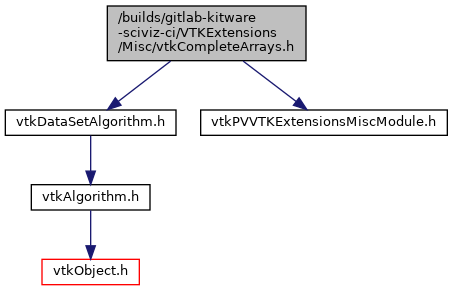 /builds/gitlab-kitware
-sciviz-ci/VTKExtensions
/Misc/vtkCompleteArrays.h
vtkDataSetAlgorithm.h
vtkPVVTKExtensionsMiscModule.h
vtkAlgorithm.h
vtkObject.h